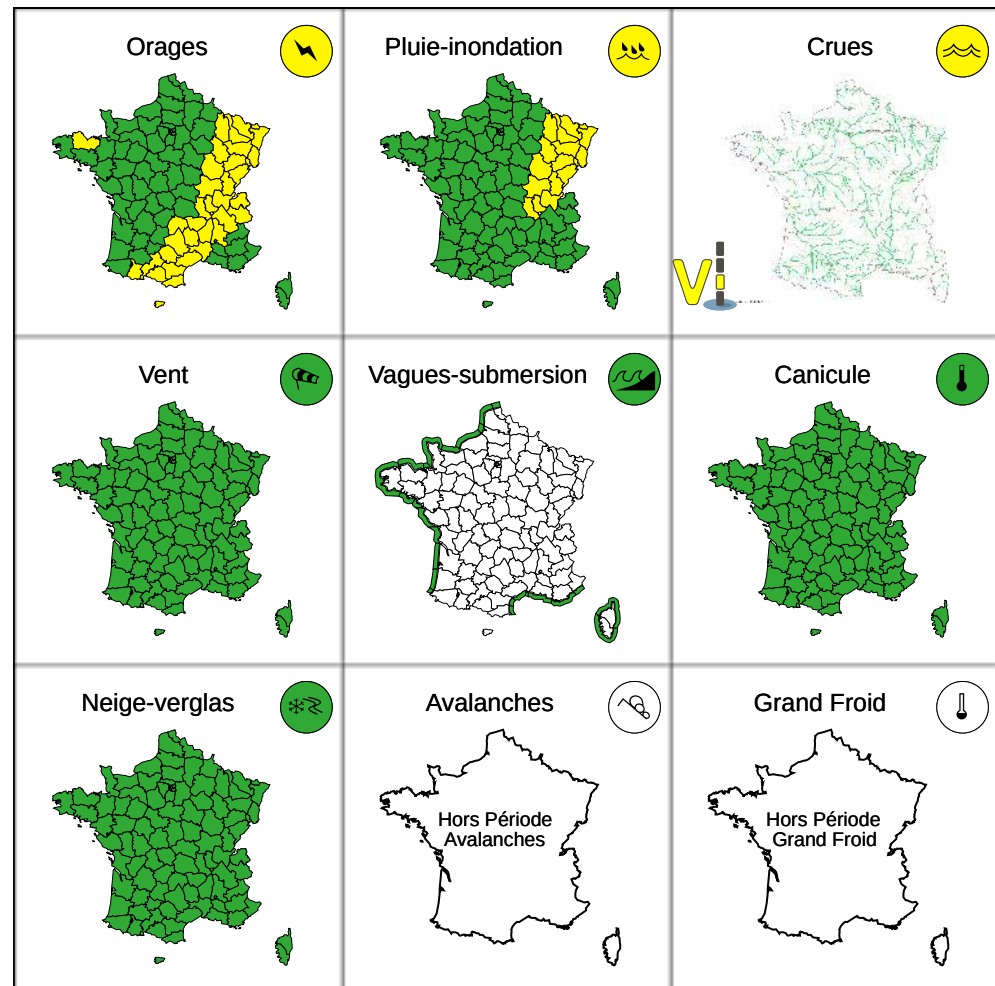 Orages
Pluie-inondation
Crues
Vi
Vent
Vagues-submersion
Canicule
Neige-verglas
Avalanches
Grand Froid
Hors Période
Avalanches
Hors Période
Grand Froid